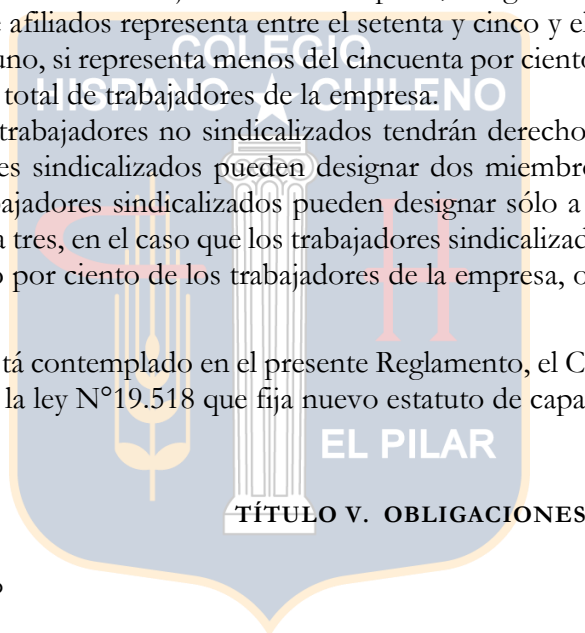 e afiliados representa entre el setenta y cinco y el
uno, si representa menos del cincuenta por ciento
total de trabajadores de la empresa.
trabajadores no sindicalizados tendrán derecho
es sindicalizados pueden designar dos miembr
bajadores sindicalizados pueden designar sólo a
a tres, en el caso que los trabajadores sindicalizad
o por ciento de los trabajadores de la empresa, o
tá contemplado en el presente Reglamento, el C
la ley N°19.518 que fija nuevo estatuto de capa
TÍTULO V. OBLIGACIONES
COLEGIO
HISPANO CHILENO
EL PILAR